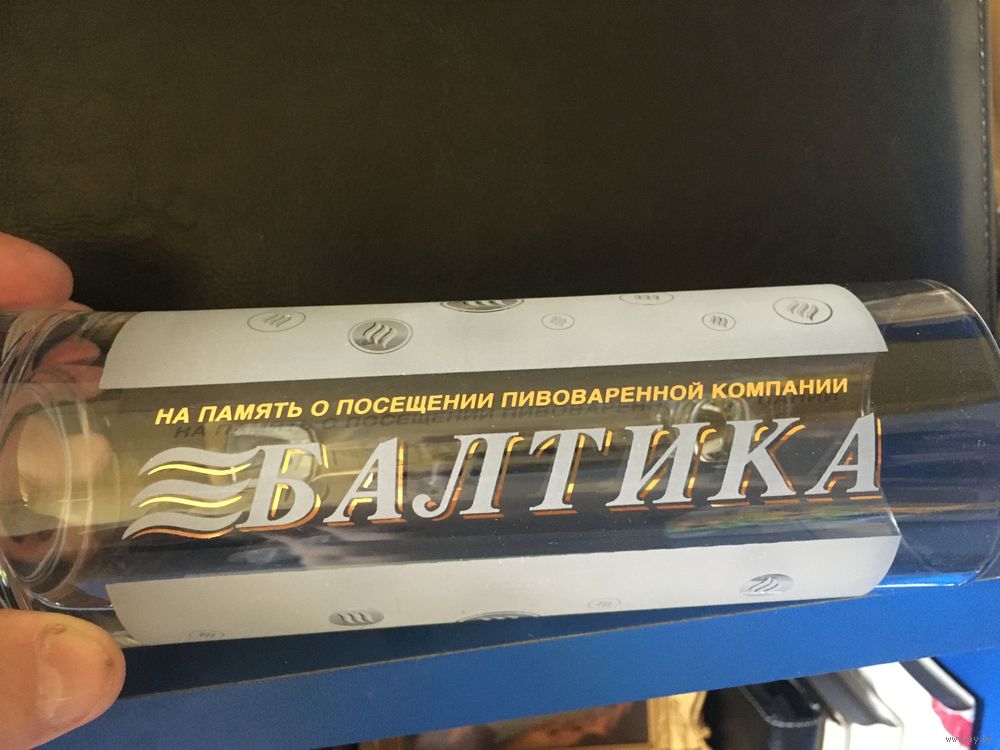 НА ПАМЯТЬ О ПОСЕЩЕНИИ ПИВОВАРЕННОЙ КОМПАНИИ
БАЛТИКА